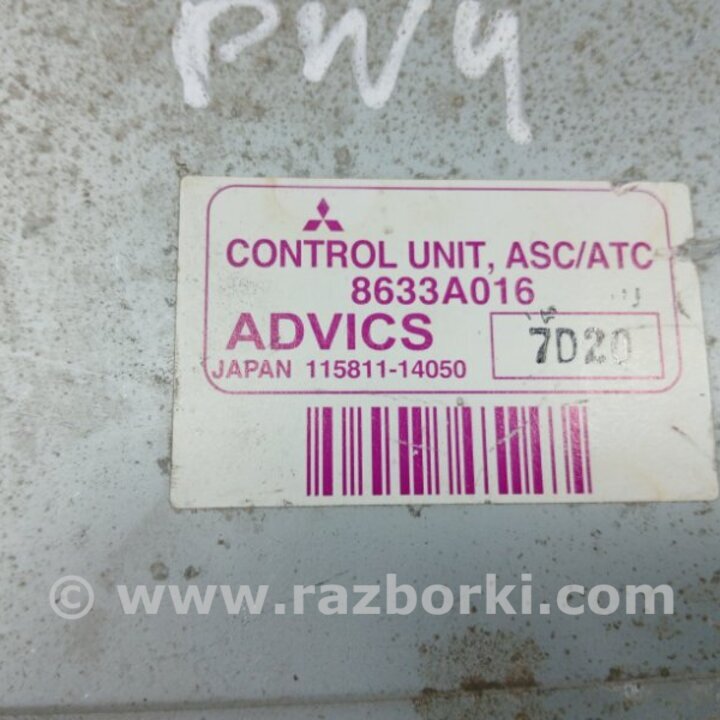 PW4
CONTROL UNIT, ASC/ATC
8633A016
ADVICS
7D20
JAPAN 115811-14050
© www.razborki.com